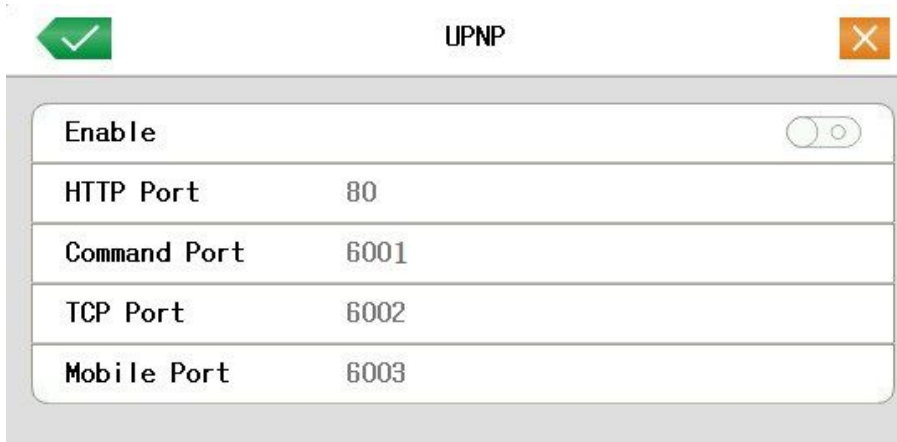 UPNP
Enable
HTTP Port 80
Command Port 6001
TCP Port 6002
Mobile Port 6003